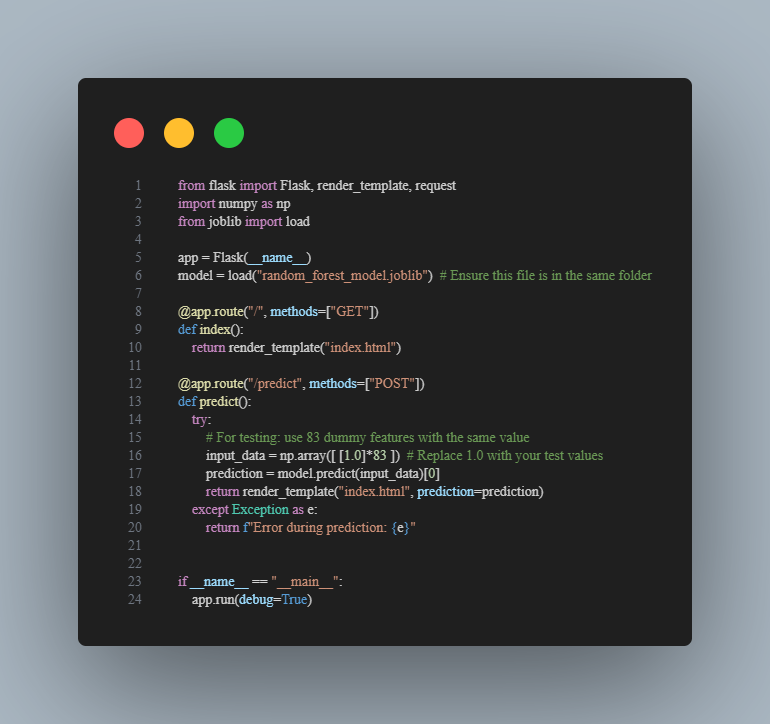 1 from flask import Flask, render_template, request
2 import numpy as np
3 from joblib import load
4
5 app = Flask(__name__)
6 model = load("random_forest_model.joblib")  # Ensure this file is in the same folder
7
8 @app.route("/", methods=["GET"])
9 def index():
10     return render_template("index.html")
11
12 @app.route("/predict", methods=["POST"])
13 def predict():
14     try:
15         # For testing: use 83 dummy features with the same value
16         input_data = np.array([ [1.0]*83 ])  # Replace 1.0 with your test values
17         prediction = model.predict(input_data)[0]
18         return render_template("index.html", prediction=prediction)
19     except Exception as e:
20         return f"Error during prediction: {e}"
21
22
23 if __name__ == "__main__":
24     app.run(debug=True)